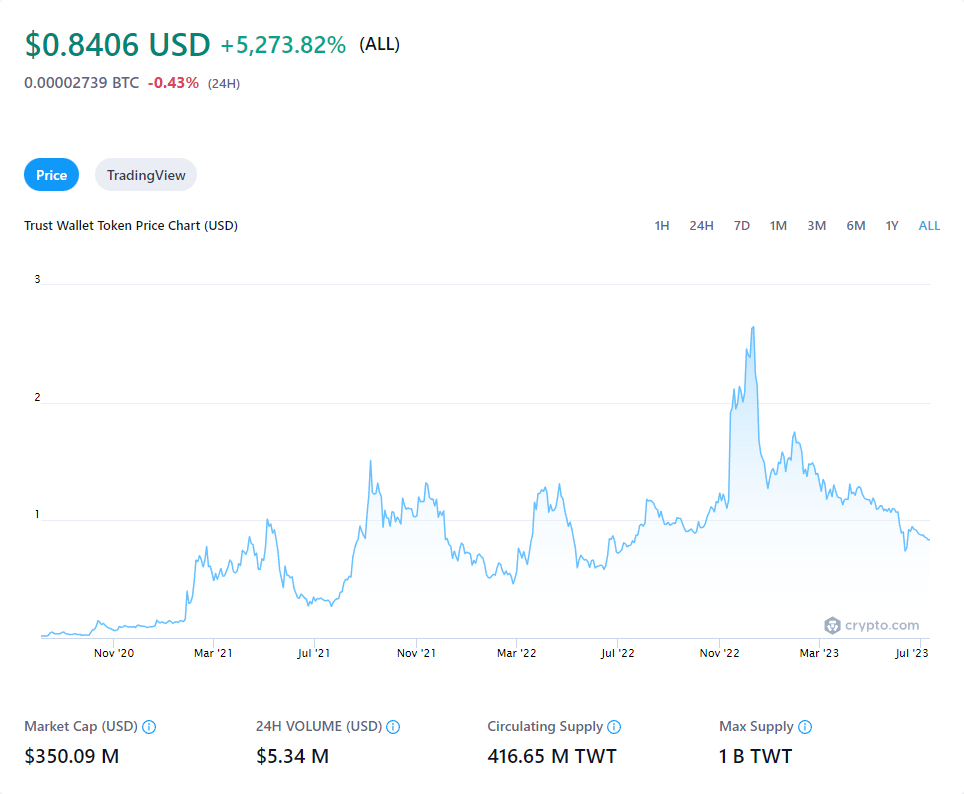 $0.8406 USD +5,273.82% (ALL)
0.00002739 BTC -0.43% (24H)
Price TradingView
Trust Wallet Token Price Chart (USD) 1H 24H 7D 1M 3M 6M 1Y ALL
3
2
1
crypto.com
Nov '20 Mar '21 Jul '21 Nov '21 Mar '22 Jul '22 Nov '22 Mar '23 Jul '23
Market Cap (USD) 24H VOLUME (USD) Circulating Supply Max Supply
$350.09 M $5.34 M 416.65 M TWT 1 B TWT